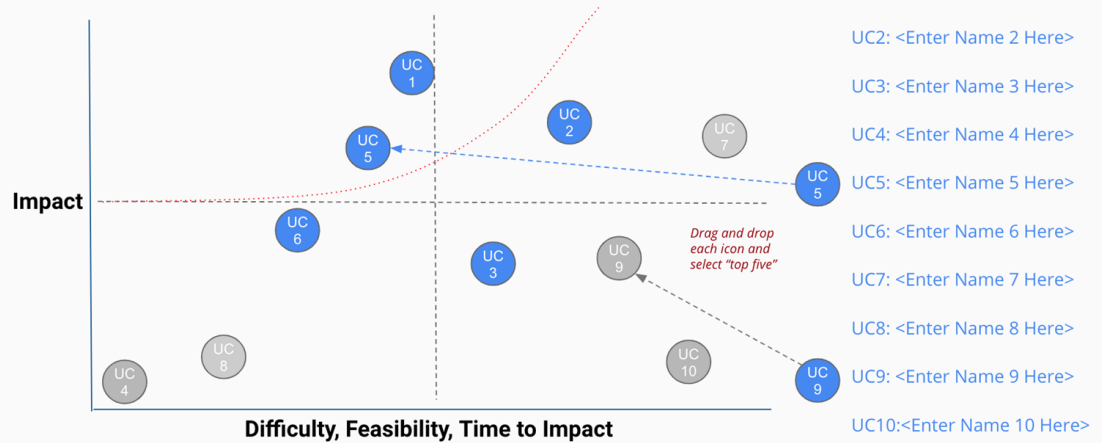 UC
1
UC
2
UC
7
UC
5
UC
5
Impact
UC
6
UC
3
UC
9
Drag and drop
each icon and
select “top five”
UC
8
UC
4
UC
10
UC
9
Difficulty, Feasibility, Time to Impact
UC2: <Enter Name 2 Here>
UC3: <Enter Name 3 Here>
UC4: <Enter Name 4 Here>
UC5: <Enter Name 5 Here>
UC6: <Enter Name 6 Here>
UC7: <Enter Name 7 Here>
UC8: <Enter Name 8 Here>
UC9: <Enter Name 9 Here>
UC10:<Enter Name 10 Here>